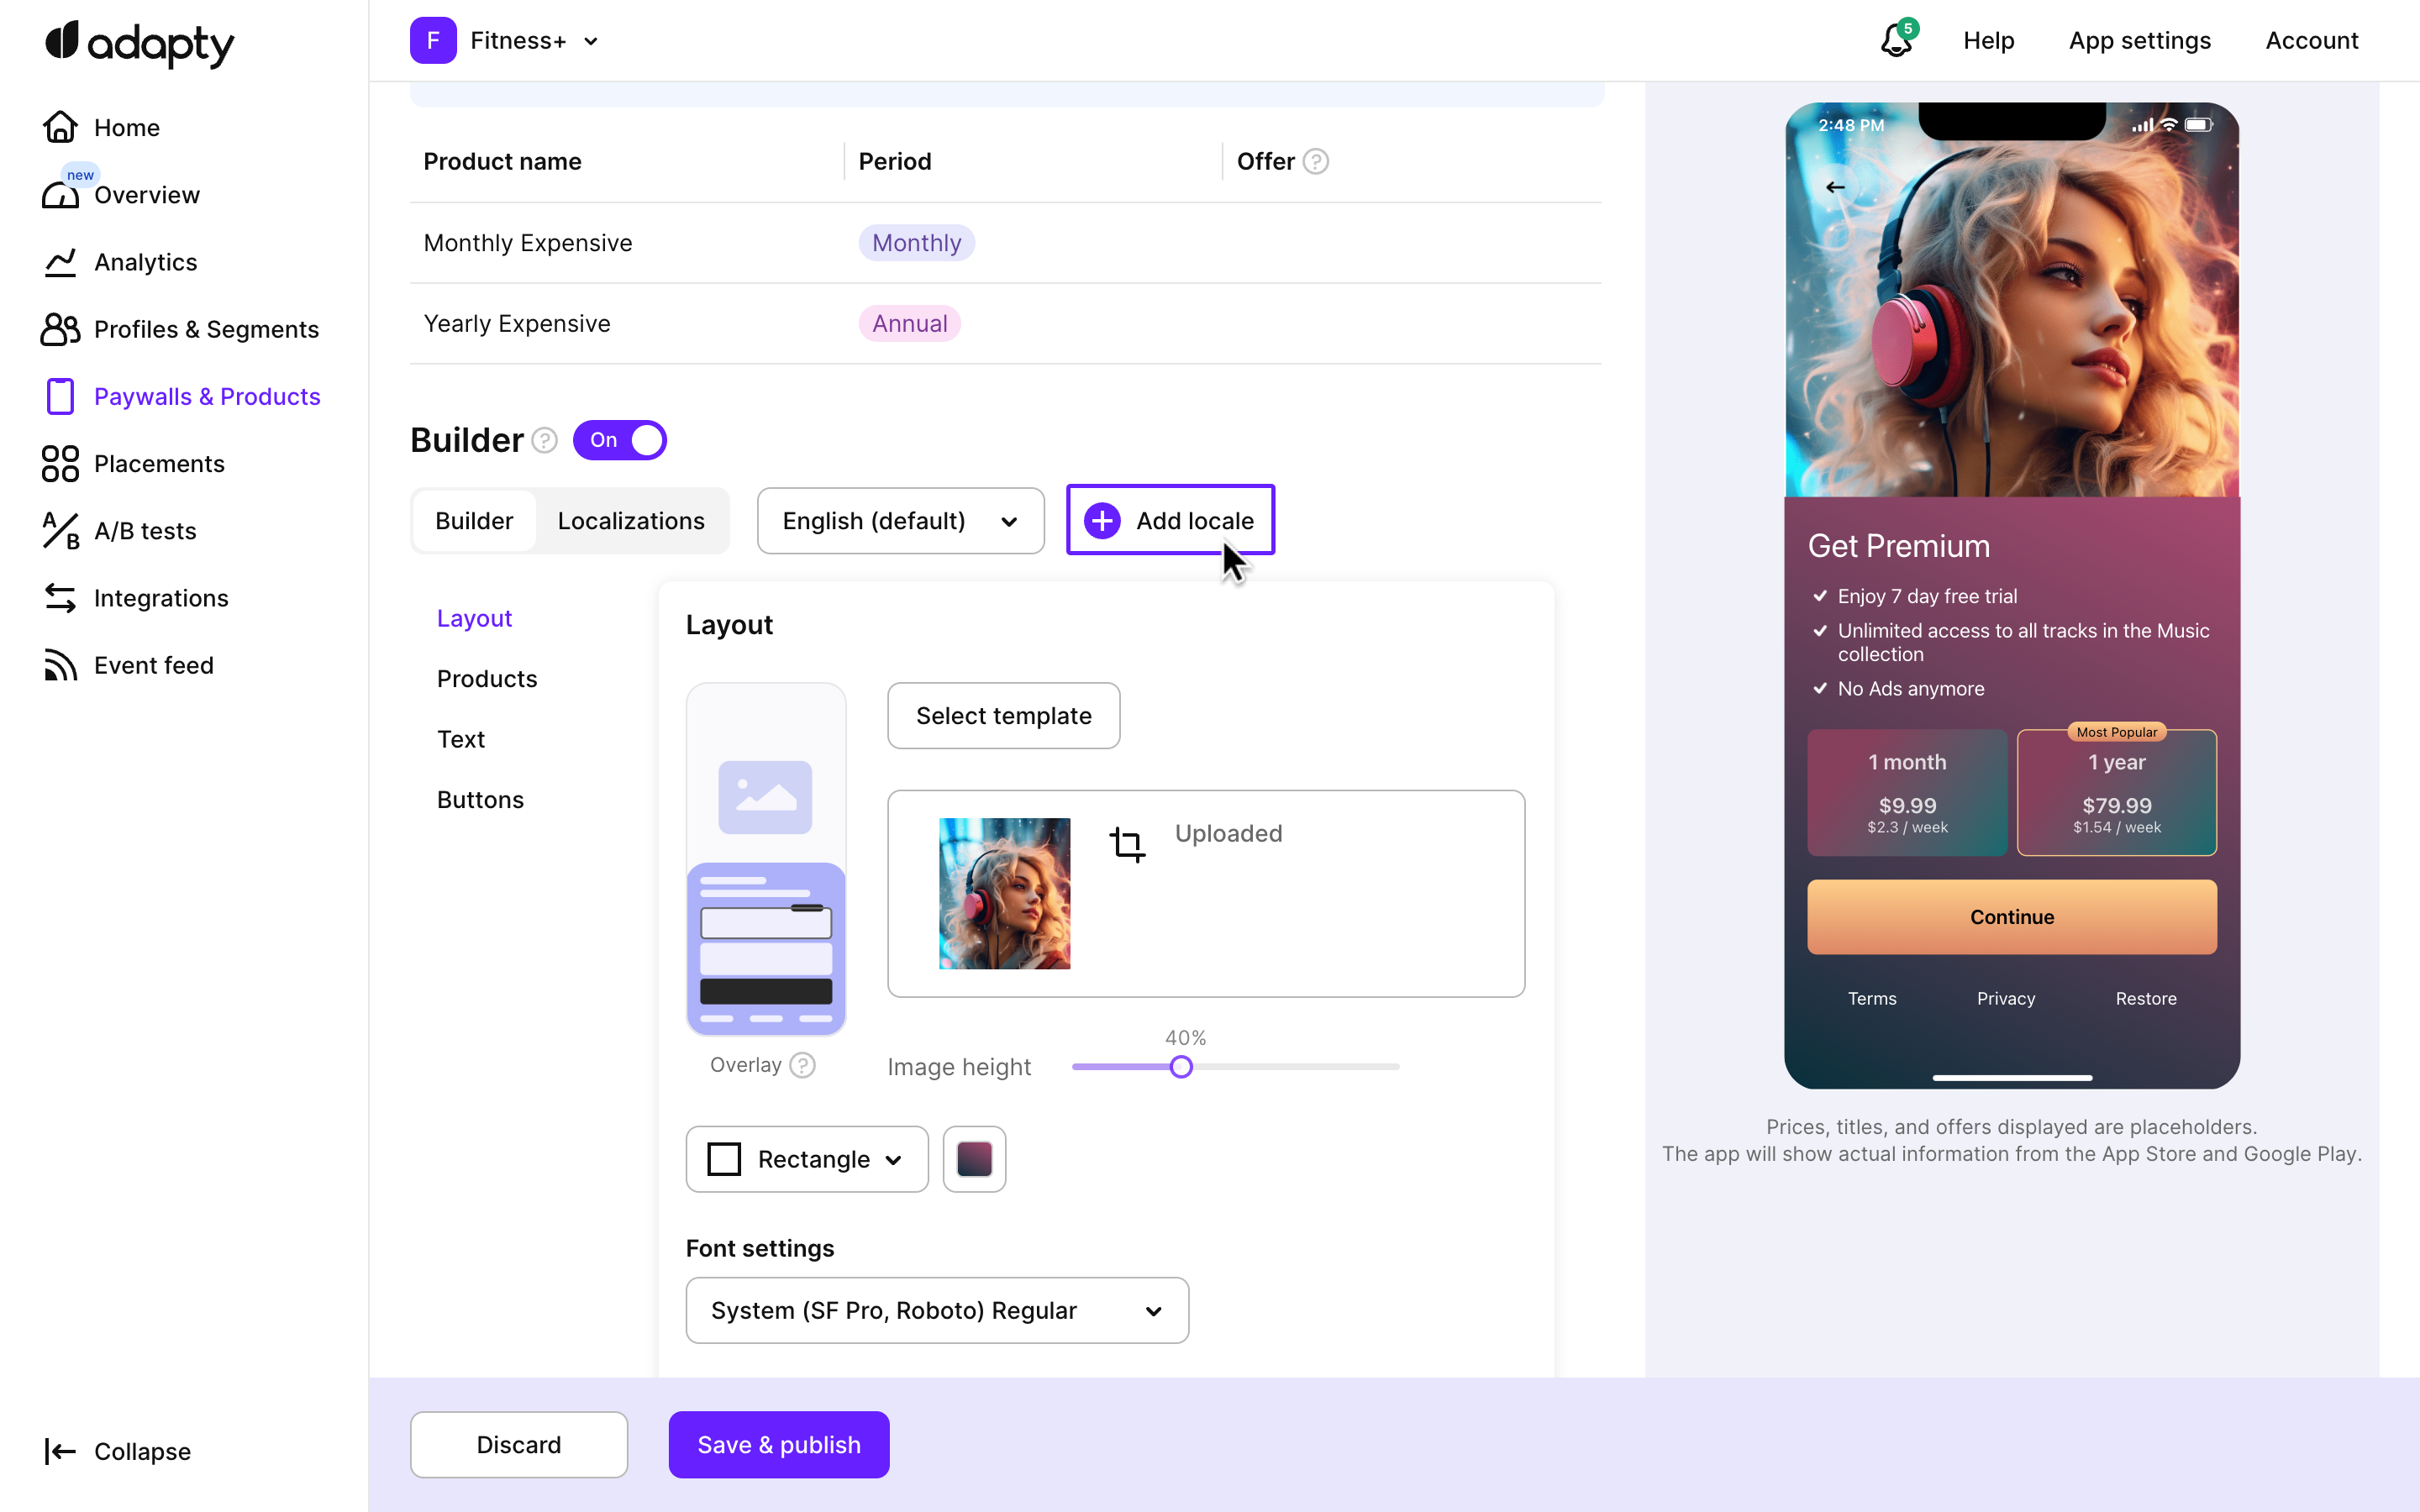 adapty
F
Fitness+
5
Help
App settings
Account
Home
new
Overview
Analytics
Profiles & Segments
Paywalls & Products
Placements
A/B tests
A
B
Integrations
Event feed
Collapse
Product name
Period
Offer ?
Monthly Expensive
Monthly
Yearly Expensive
Annual
Builder ?
On
Builder
Localizations
English (default)
Add locale
Layout
Products
Text
Buttons
Layout
Select template
Uploaded
Overlay ?
40%
Image height
Rectangle
Font settings
System (SF Pro, Roboto) Regular
Discard
Save & publish
2:48 PM
Get Premium
Enjoy 7 day free trial
Unlimited access to all tracks in the Music
collection
No Ads anymore
1 month
$9.99
$2.3 / week
Most Popular
1 year
$79.99
$1.54 / week
Continue
Terms
Privacy
Restore
Prices, titles, and offers displayed are placeholders.
The app will show actual information from the App Store and Google Play.